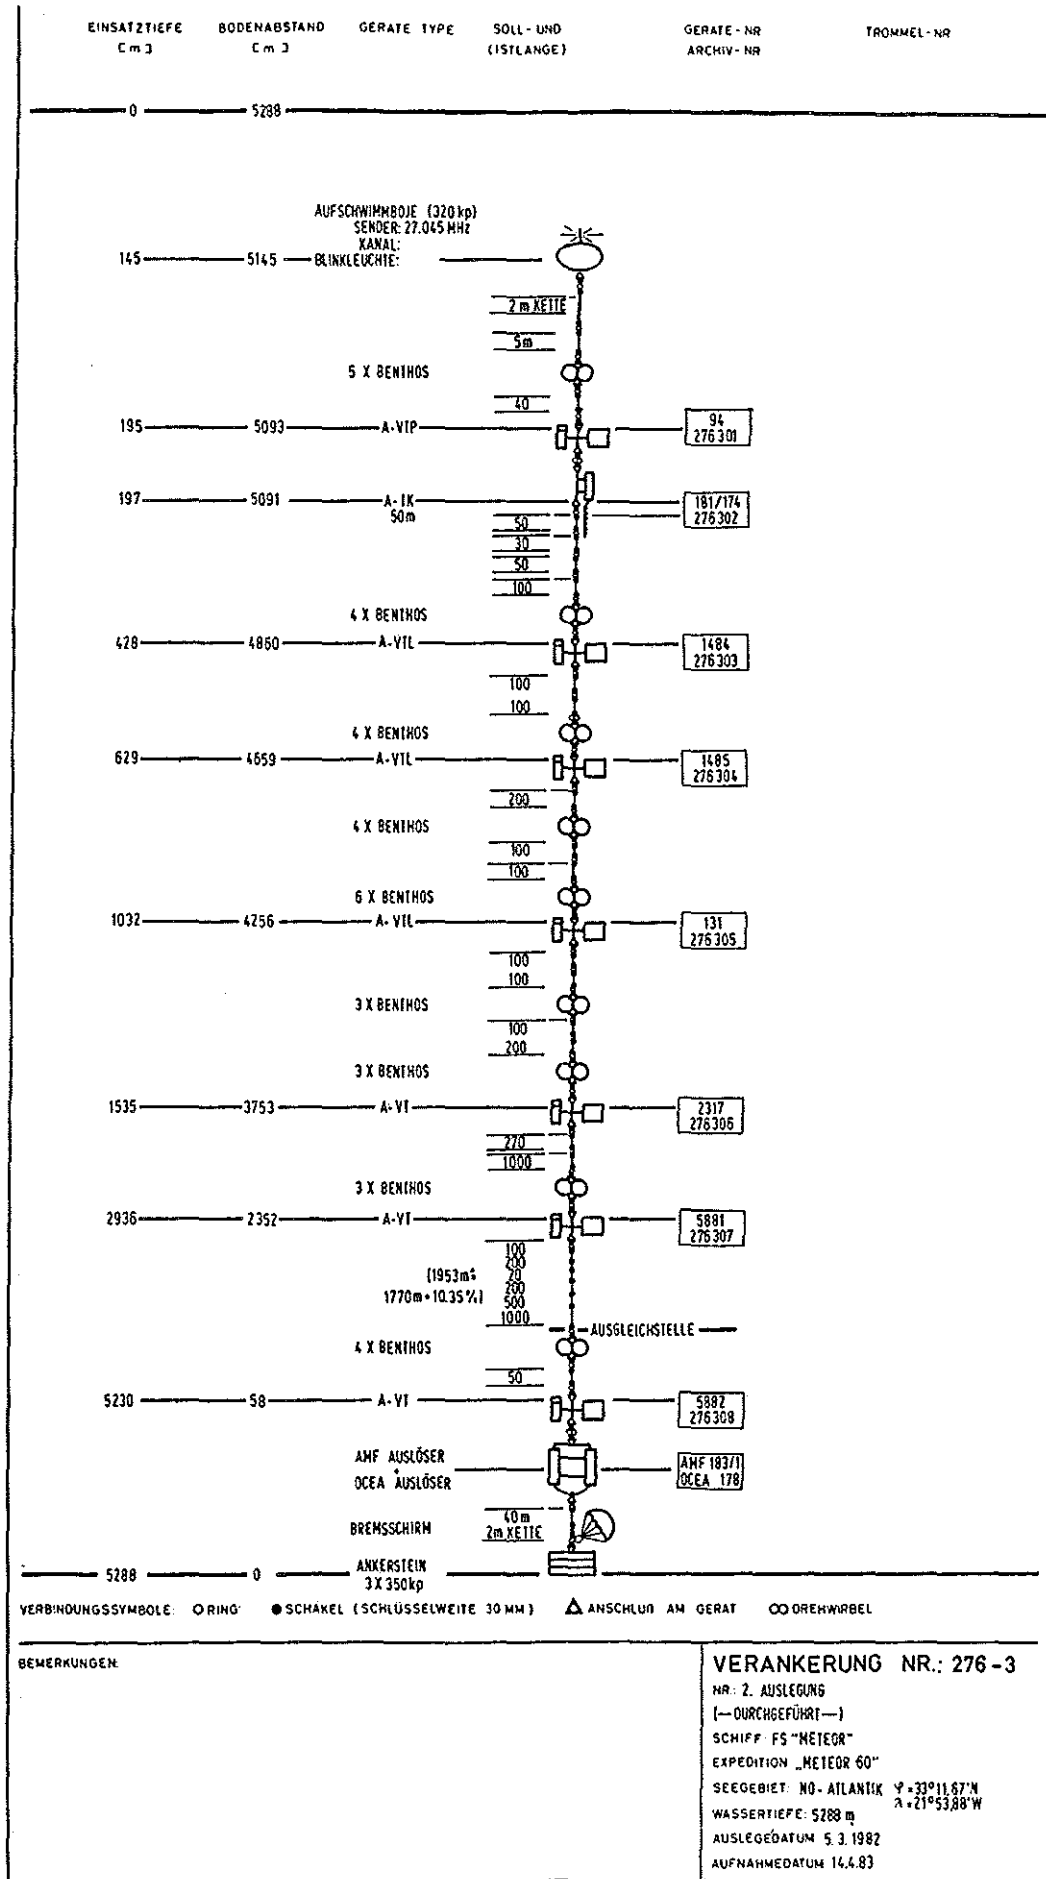 EINSATZTIEFE BODENABSTAND GERÄTE TYPE SOLL- UND GERÄTE-NR TROMMEL-NR
[m] [m] (ISTLÄNGE) ARCHIV-NR
0 5288
AUFSCHWIMMBOJE (320kp)
SENDER: 27.045 MHz
KANAL:
145 5145 BLINKLEUCHTE:
2 m KETTE
5m
5 X BENTHOS
40
195 5093 A-VTP 94
276301
197 5091 A-TK 181/174
50m 276302
50
30
50
100
4 X BENTHOS
428 4860 A-VTL 1484
276303
100
100
4 X BENTHOS
629 4659 A-VTL 1485
276304
200
4 X BENTHOS
100
100
6 X BENTHOS
1032 4256 A-VTL 131
276305
100
100
3 X BENTHOS
100
200
3 X BENTHOS
1535 3753 A-VT 2317
276306
270
1000
3 X BENTHOS
2936 2352 A-VT 5881
276307
100
200
(1953m≙ 20
1770m+10.35%) 200
500
1000
AUSGLEICHSTELLE
4 X BENTHOS
50
5230 58 A-VT 5882
276308
AMF AUSLÖSER AMF 183/1
+
OCEA AUSLÖSER OCEA 178
40m
BREMSSCHIRM 2m KETTE
ANKERSTEIN
5288 0 3X350kp
VERBINDUNGSSYMBOLE: RING SCHÄKEL (SCHLÜSSELWEITE 30 MM) ANSCHLUß AM GERÄT DREHWIRBEL
BEMERKUNGEN:
VERANKERUNG NR.: 276-3
NR.: 2. AUSLEGUNG
(—DURCHGEFÜHRT—)
SCHIFF: FS "METEOR"
EXPEDITION „METEOR 60"
SEEGEBIET: NO-ATLANTIK φ=33°11,67'N
λ=21°53,88'W
WASSERTIEFE: 5288 m
AUSLEGEDATUM 5.3.1982
AUFNAHMEDATUM 14.4.83